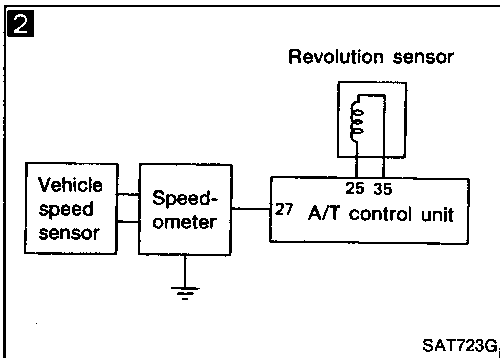 2
Revolution sensor
25 35
Vehicle
speed
sensor
Speed-
ometer
27 A/T control unit
SAT723G